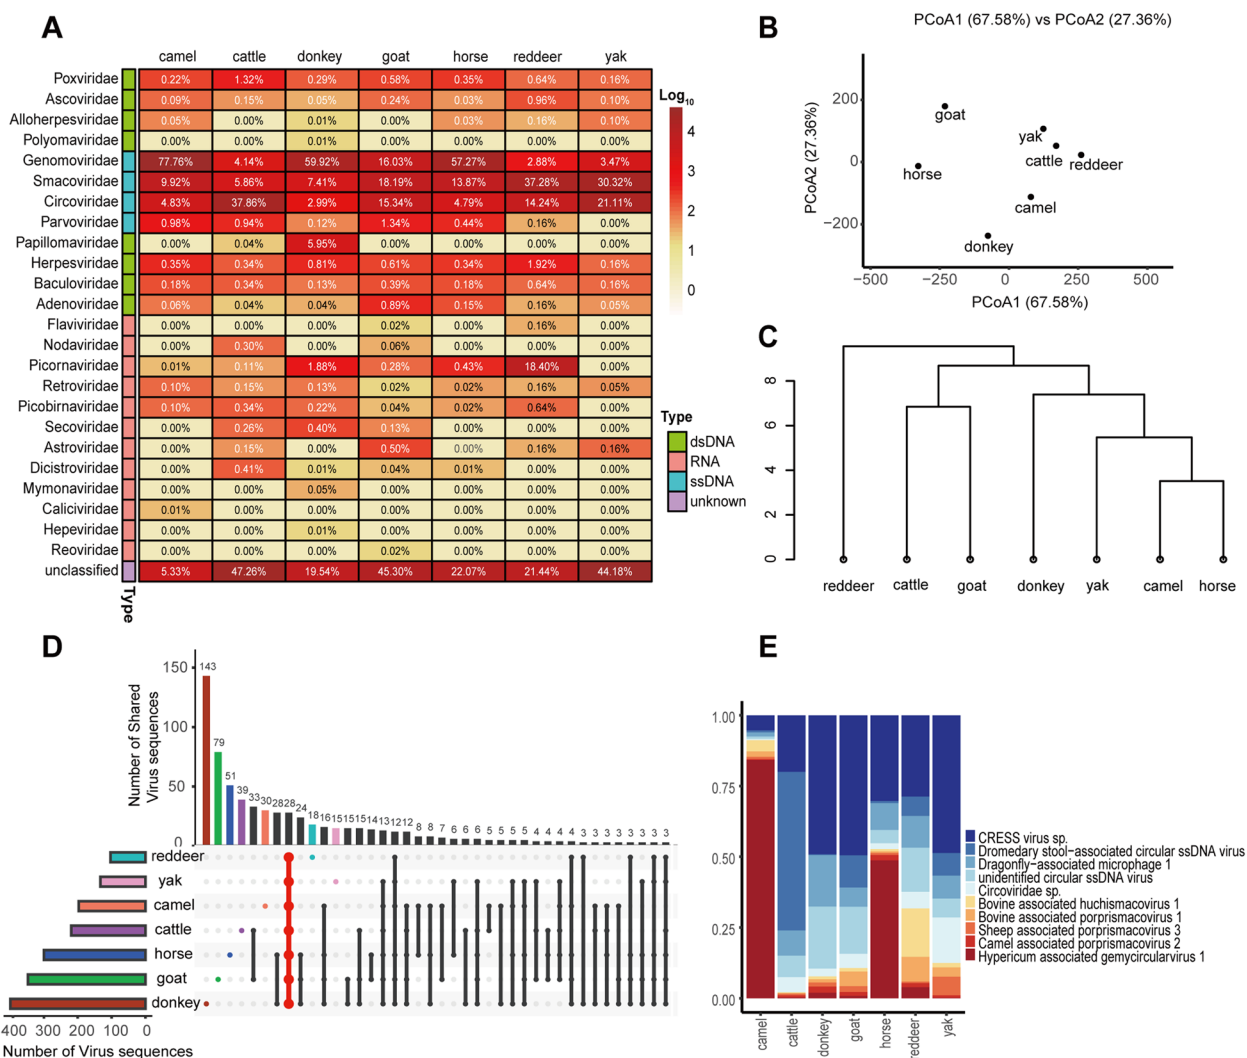 A
camel cattle donkey goat horse reddeer yak
Poxviridae 0.22% 1.32% 0.29% 0.58% 0.35% 0.64% 0.16%
Ascoviridae 0.09% 0.15% 0.05% 0.24% 0.03% 0.96% 0.10%
Alloherpesviridae 0.05% 0.00% 0.01% 0.00% 0.03% 0.16% 0.10%
Polyomaviridae 0.00% 0.00% 0.01% 0.00% 0.00% 0.00% 0.00%
Genomoviridae 77.76% 4.14% 59.92% 16.03% 57.27% 2.88% 3.47%
Smacoviridae 9.92% 5.86% 7.41% 18.19% 13.87% 37.28% 30.32%
Circoviridae 4.83% 37.86% 2.99% 15.34% 4.79% 14.24% 21.11%
Parvoviridae 0.98% 0.94% 0.12% 1.34% 0.44% 0.16% 0.00%
Papillomaviridae 0.00% 0.04% 5.95% 0.00% 0.00% 0.00% 0.00%
Herpesviridae 0.35% 0.34% 0.81% 0.61% 0.34% 1.92% 0.16%
Baculoviridae 0.18% 0.34% 0.13% 0.39% 0.18% 0.64% 0.16%
Adenoviridae 0.06% 0.04% 0.04% 0.89% 0.15% 0.16% 0.05%
Flaviviridae 0.00% 0.00% 0.00% 0.02% 0.00% 0.16% 0.00%
Nodaviridae 0.00% 0.30% 0.00% 0.06% 0.00% 0.00% 0.00%
Picornaviridae 0.01% 0.11% 1.88% 0.28% 0.43% 18.40% 0.00%
Retroviridae 0.10% 0.15% 0.13% 0.02% 0.02% 0.16% 0.05%
Picobirnaviridae 0.10% 0.34% 0.22% 0.04% 0.02% 0.64% 0.00%
Secoviridae 0.00% 0.26% 0.40% 0.13% 0.00% 0.00% 0.00%
Astroviridae 0.00% 0.15% 0.00% 0.50% 0.00% 0.16% 0.16%
Dicistroviridae 0.00% 0.41% 0.01% 0.04% 0.01% 0.00% 0.00%
Mymonaviridae 0.00% 0.00% 0.05% 0.00% 0.00% 0.00% 0.00%
Caliciviridae 0.01% 0.00% 0.00% 0.00% 0.00% 0.00% 0.00%
Hepeviridae 0.00% 0.00% 0.01% 0.00% 0.00% 0.00% 0.00%
Reoviridae 0.00% 0.00% 0.00% 0.02% 0.00% 0.00% 0.00%
unclassified 5.33% 47.26% 19.54% 45.30% 22.07% 21.44% 44.18%
Type
Log10
4
3
2
1
0
Type
dsDNA
RNA
ssDNA
unknown
B
PCoA1 (67.58%) vs PCoA2 (27.36%)
PCoA2 (27.36%)
200
0
−200
goat
yak
cattle
reddeer
horse
camel
donkey
−500 −250 0 250 500
PCoA1 (67.58%)
C
8
6
4
2
0
reddeer cattle goat donkey yak camel horse
D
Number of Shared
Virus sequences
150
100
50
0
143 79 51 39 33 30 28 28 24 18 16 15 15 15 14 13 12 12 8 8 7 6 6 6 5 5 5 5 4 4 4 4 3 3 3 3 3 3 3 3
reddeer
yak
camel
cattle
horse
goat
donkey
400 300 200 100 0
Number of Virus sequences
E
1.00
0.75
0.50
0.25
0.00
camel cattle donkey goat horse reddeer yak
CRESS virus sp.
Dromedary stool-associated circular ssDNA virus
Dragonfly-associated microphage 1
unidentified circular ssDNA virus
Circoviridae sp.
Bovine associated huchismacovirus 1
Bovine associated porprismacovirus 1
Sheep associated porprismacovirus 3
Camel associated porprismacovirus 2
Hypericum associated gemycircularvirus 1